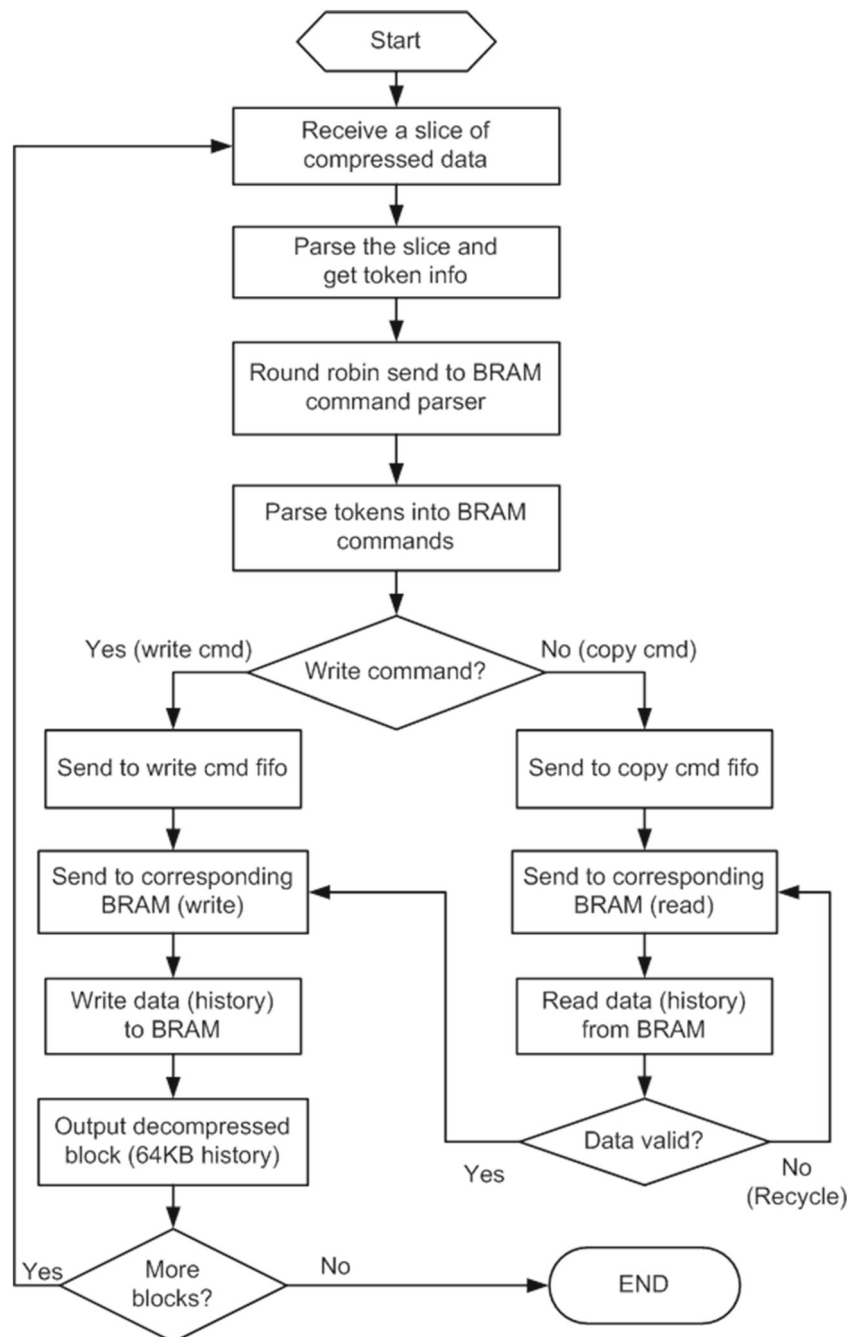 Start
Receive a slice of
compressed data
Parse the slice and
get token info
Round robin send to BRAM
command parser
Parse tokens into BRAM
commands
Yes (write cmd)
Write command?
No (copy cmd)
Send to write cmd fifo
Send to copy cmd fifo
Send to corresponding
BRAM (write)
Send to corresponding
BRAM (read)
Write data (history)
to BRAM
Read data (history)
from BRAM
Output decompressed
block (64KB history)
Data valid?
Yes
No
(Recycle)
Yes
More
blocks?
No
END